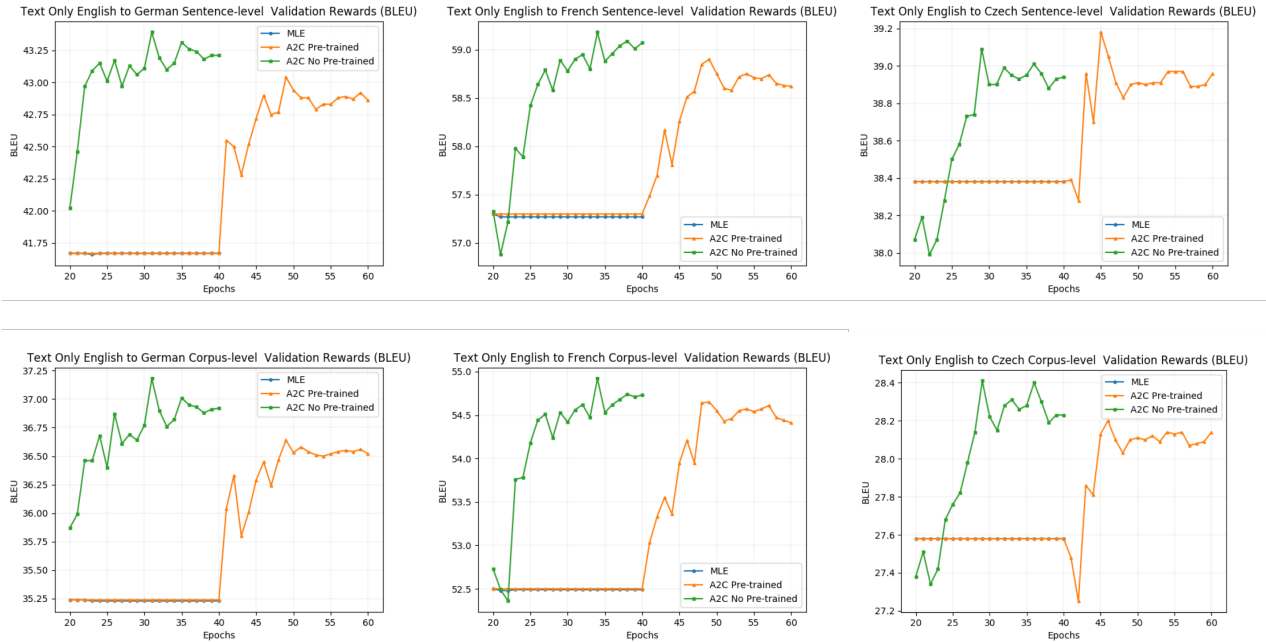 Text Only English to German Sentence-level  Validation Rewards (BLEU)
43.25
43.00
42.75
42.50
42.25
42.00
41.75
BLEU
20 25 30 35 40 45 50 55 60
Epochs
MLE
A2C Pre-trained
A2C No Pre-trained
Text Only English to French Sentence-level  Validation Rewards (BLEU)
59.0
58.5
58.0
57.5
57.0
BLEU
20 25 30 35 40 45 50 55 60
Epochs
MLE
A2C Pre-trained
A2C No Pre-trained
Text Only English to Czech Sentence-level  Validation Rewards (BLEU)
39.2
39.0
38.8
38.6
38.4
38.2
38.0
BLEU
20 25 30 35 40 45 50 55 60
Epochs
MLE
A2C Pre-trained
A2C No Pre-trained
Text Only English to German Corpus-level  Validation Rewards (BLEU)
37.25
37.00
36.75
36.50
36.25
36.00
35.75
35.50
35.25
BLEU
20 25 30 35 40 45 50 55 60
Epochs
MLE
A2C Pre-trained
A2C No Pre-trained
Text Only English to French Corpus-level  Validation Rewards (BLEU)
55.0
54.5
54.0
53.5
53.0
52.5
BLEU
20 25 30 35 40 45 50 55 60
Epochs
MLE
A2C Pre-trained
A2C No Pre-trained
Text Only English to Czech Corpus-level  Validation Rewards (BLEU)
28.4
28.2
28.0
27.8
27.6
27.4
27.2
BLEU
20 25 30 35 40 45 50 55 60
Epochs
MLE
A2C Pre-trained
A2C No Pre-trained